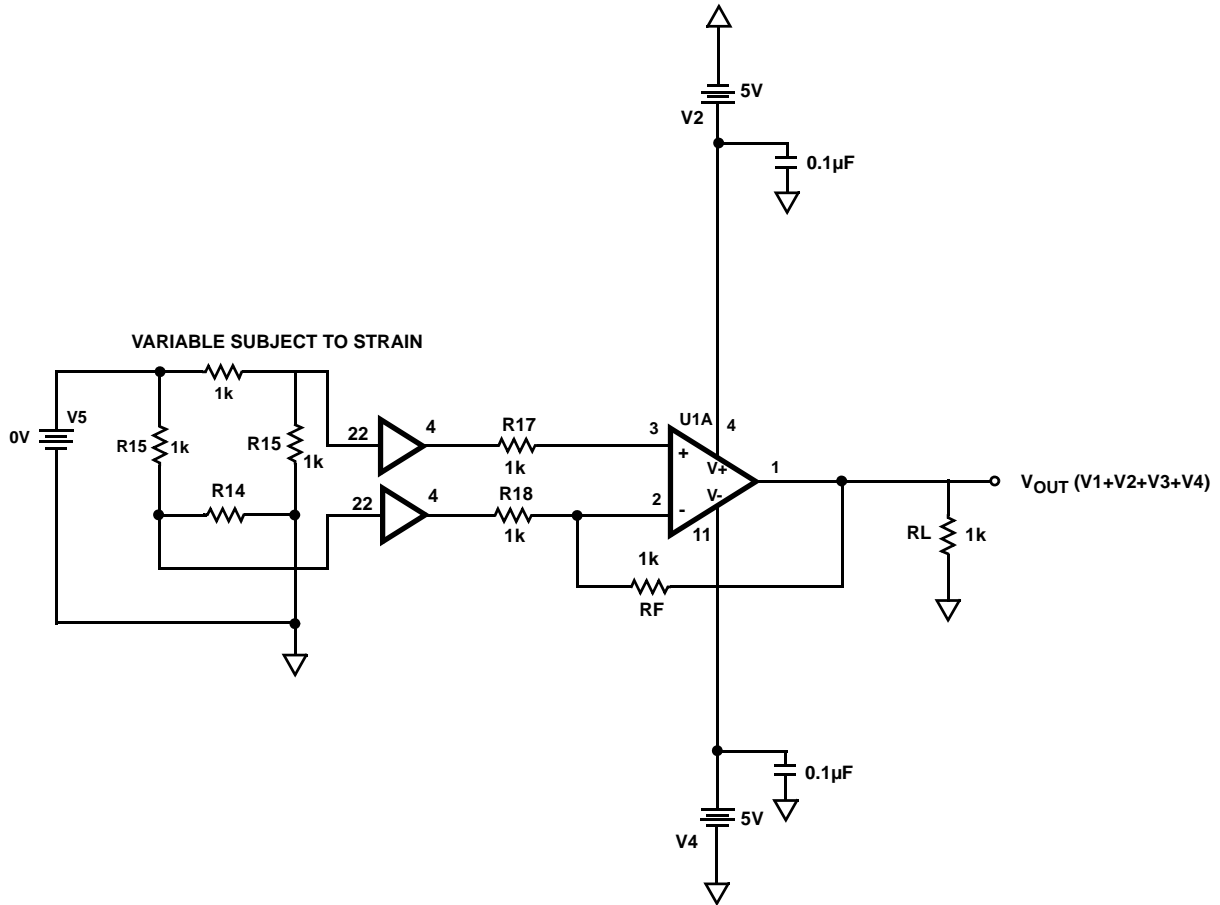 5V
V2
0.1µF
VARIABLE SUBJECT TO STRAIN
1k
V5
0V
R15
1k
R15
1k
R14
22
4
R17
1k
22
4
R18
1k
U1A
4
3
+
V+
1
2
-
V-
11
1k
RF
VOUT (V1+V2+V3+V4)
RL
1k
0.1µF
5V
V4